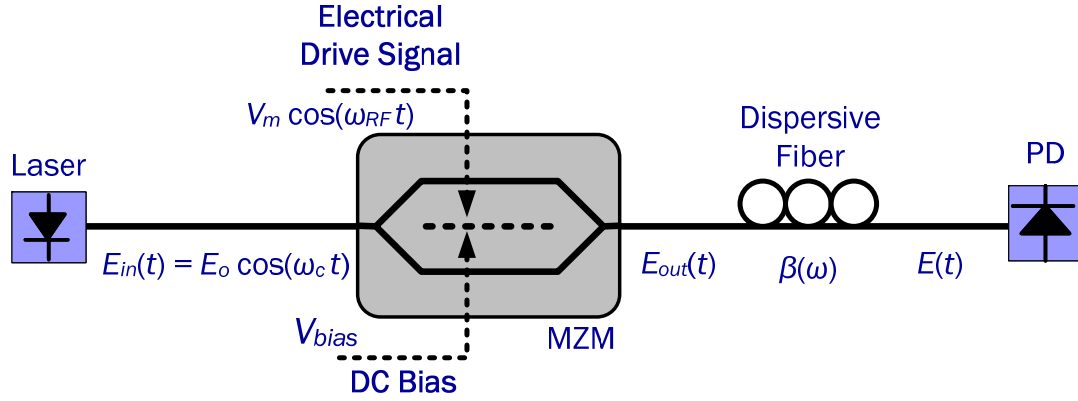 Electrical
Drive Signal
Vm cos(ωRF t)
Dispersive
Fiber
PD
Laser
Ein(t) = Eo cos(ωc t)
Eout(t)
β(ω)
E(t)
Vbias
MZM
DC Bias